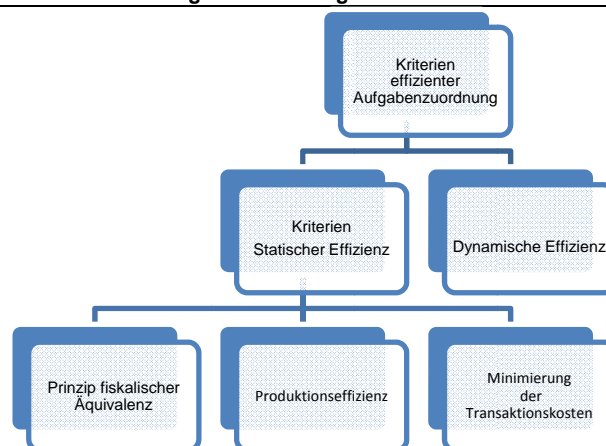 Kriterien
effizienter
Aufgabenzuordnung
Kriterien
Statischer Effizienz
Dynamische Effizienz
Prinzip fiskalischer
Äquivalenz
Produktionseffizienz
Minimierung
der
Transaktionskosten